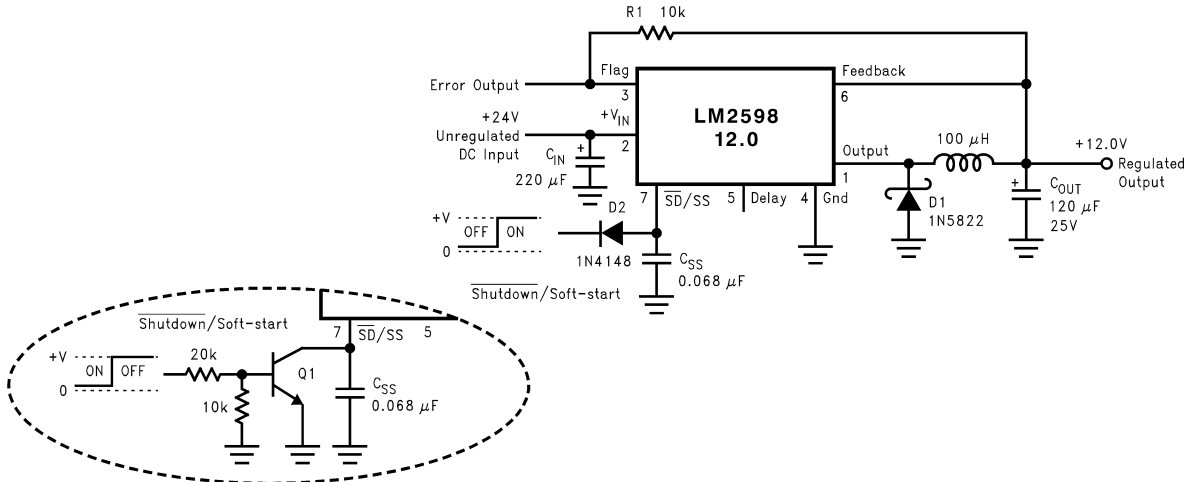 R1 10k
Flag
Feedback
Error Output
3
6
+24V
+VIN
LM2598
12.0
Unregulated
DC Input
2
Output
1
100 μH
+12.0V
Regulated
Output
+
CIN
220 μF
7
SD/SS
5
Delay
4
Gnd
D1
1N5822
+
COUT
120 μF
25V
+V
OFF
ON
0
D2
1N4148
CSS
0.068 μF
Shutdown/Soft-start
Shutdown/Soft-start
7
SD/SS
5
+V
ON
OFF
0
20k
10k
Q1
CSS
0.068 μF